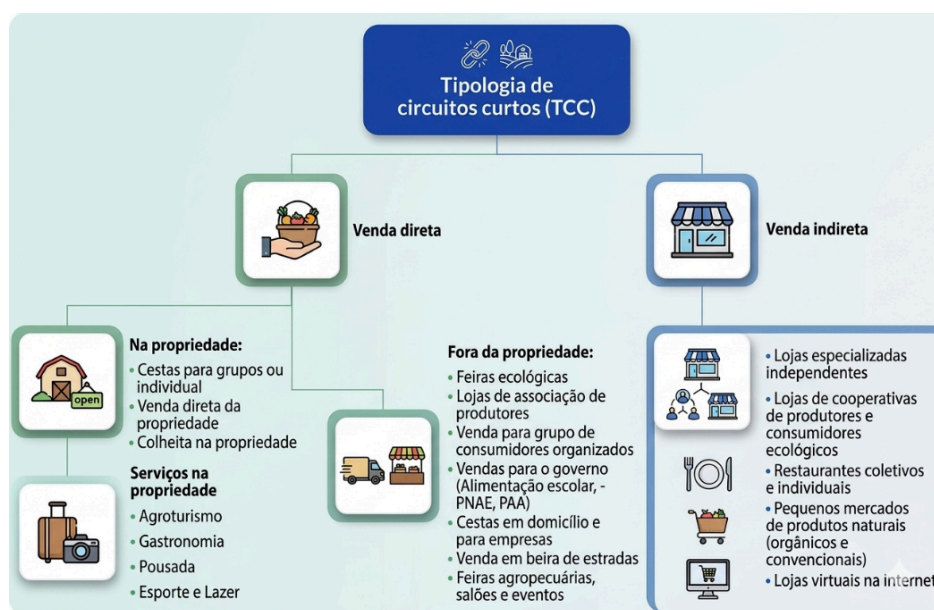 Tipologia de
circuitos curtos (TCC)
Venda direta
Venda indireta
Na propriedade:
• Cestas para grupos ou
individual
• Venda direta da
propriedade
• Colheita na propriedade
open
Serviços na
propriedade
• Agroturismo
• Gastronomia
• Pousada
• Esporte e Lazer
Fora da propriedade:
• Feiras ecológicas
• Lojas de associação de
produtores
• Venda para grupo de
consumidores organizados
• Vendas para o governo
(Alimentação escolar, -
PNAE, PAA)
• Cestas em domicílio e
para empresas
• Venda em beira de estradas
• Feiras agropecuárias,
salões e eventos
• Lojas especializadas
independentes
• Lojas de cooperativas
de produtores e
consumidores
ecológicos
• Restaurantes coletivos
e individuais
• Pequenos mercados
de produtos naturais
(orgânicos e
convencionais)
• Lojas virtuais na internet